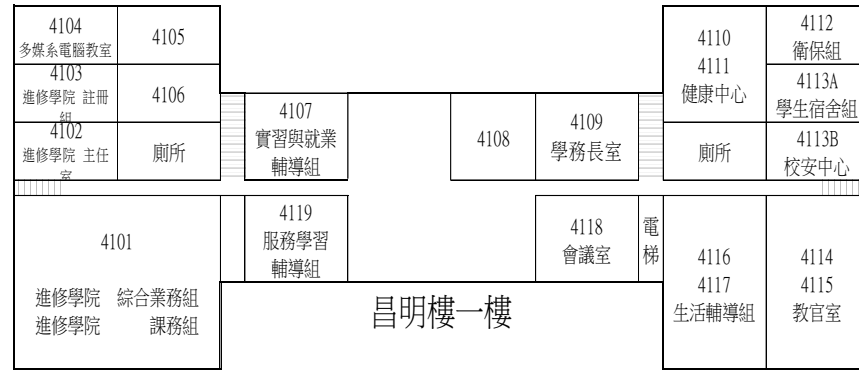 4104
多媒系電腦教室
4105
4103
進修學院 註冊
組
4106
4102
進修學院 主任
室
廁所
4107
實習與就業
輔導組
4108
4109
學務長室
4110
4111
健康中心
4112
衛保組
4113A
學生宿舍組
廁所
4113B
校安中心
4101
進修學院 綜合業務組
進修學院 課務組
4119
服務學習
輔導組
4118
會議室
電
梯
4116
4117
生活輔導組
4114
4115
教官室
昌明樓一樓